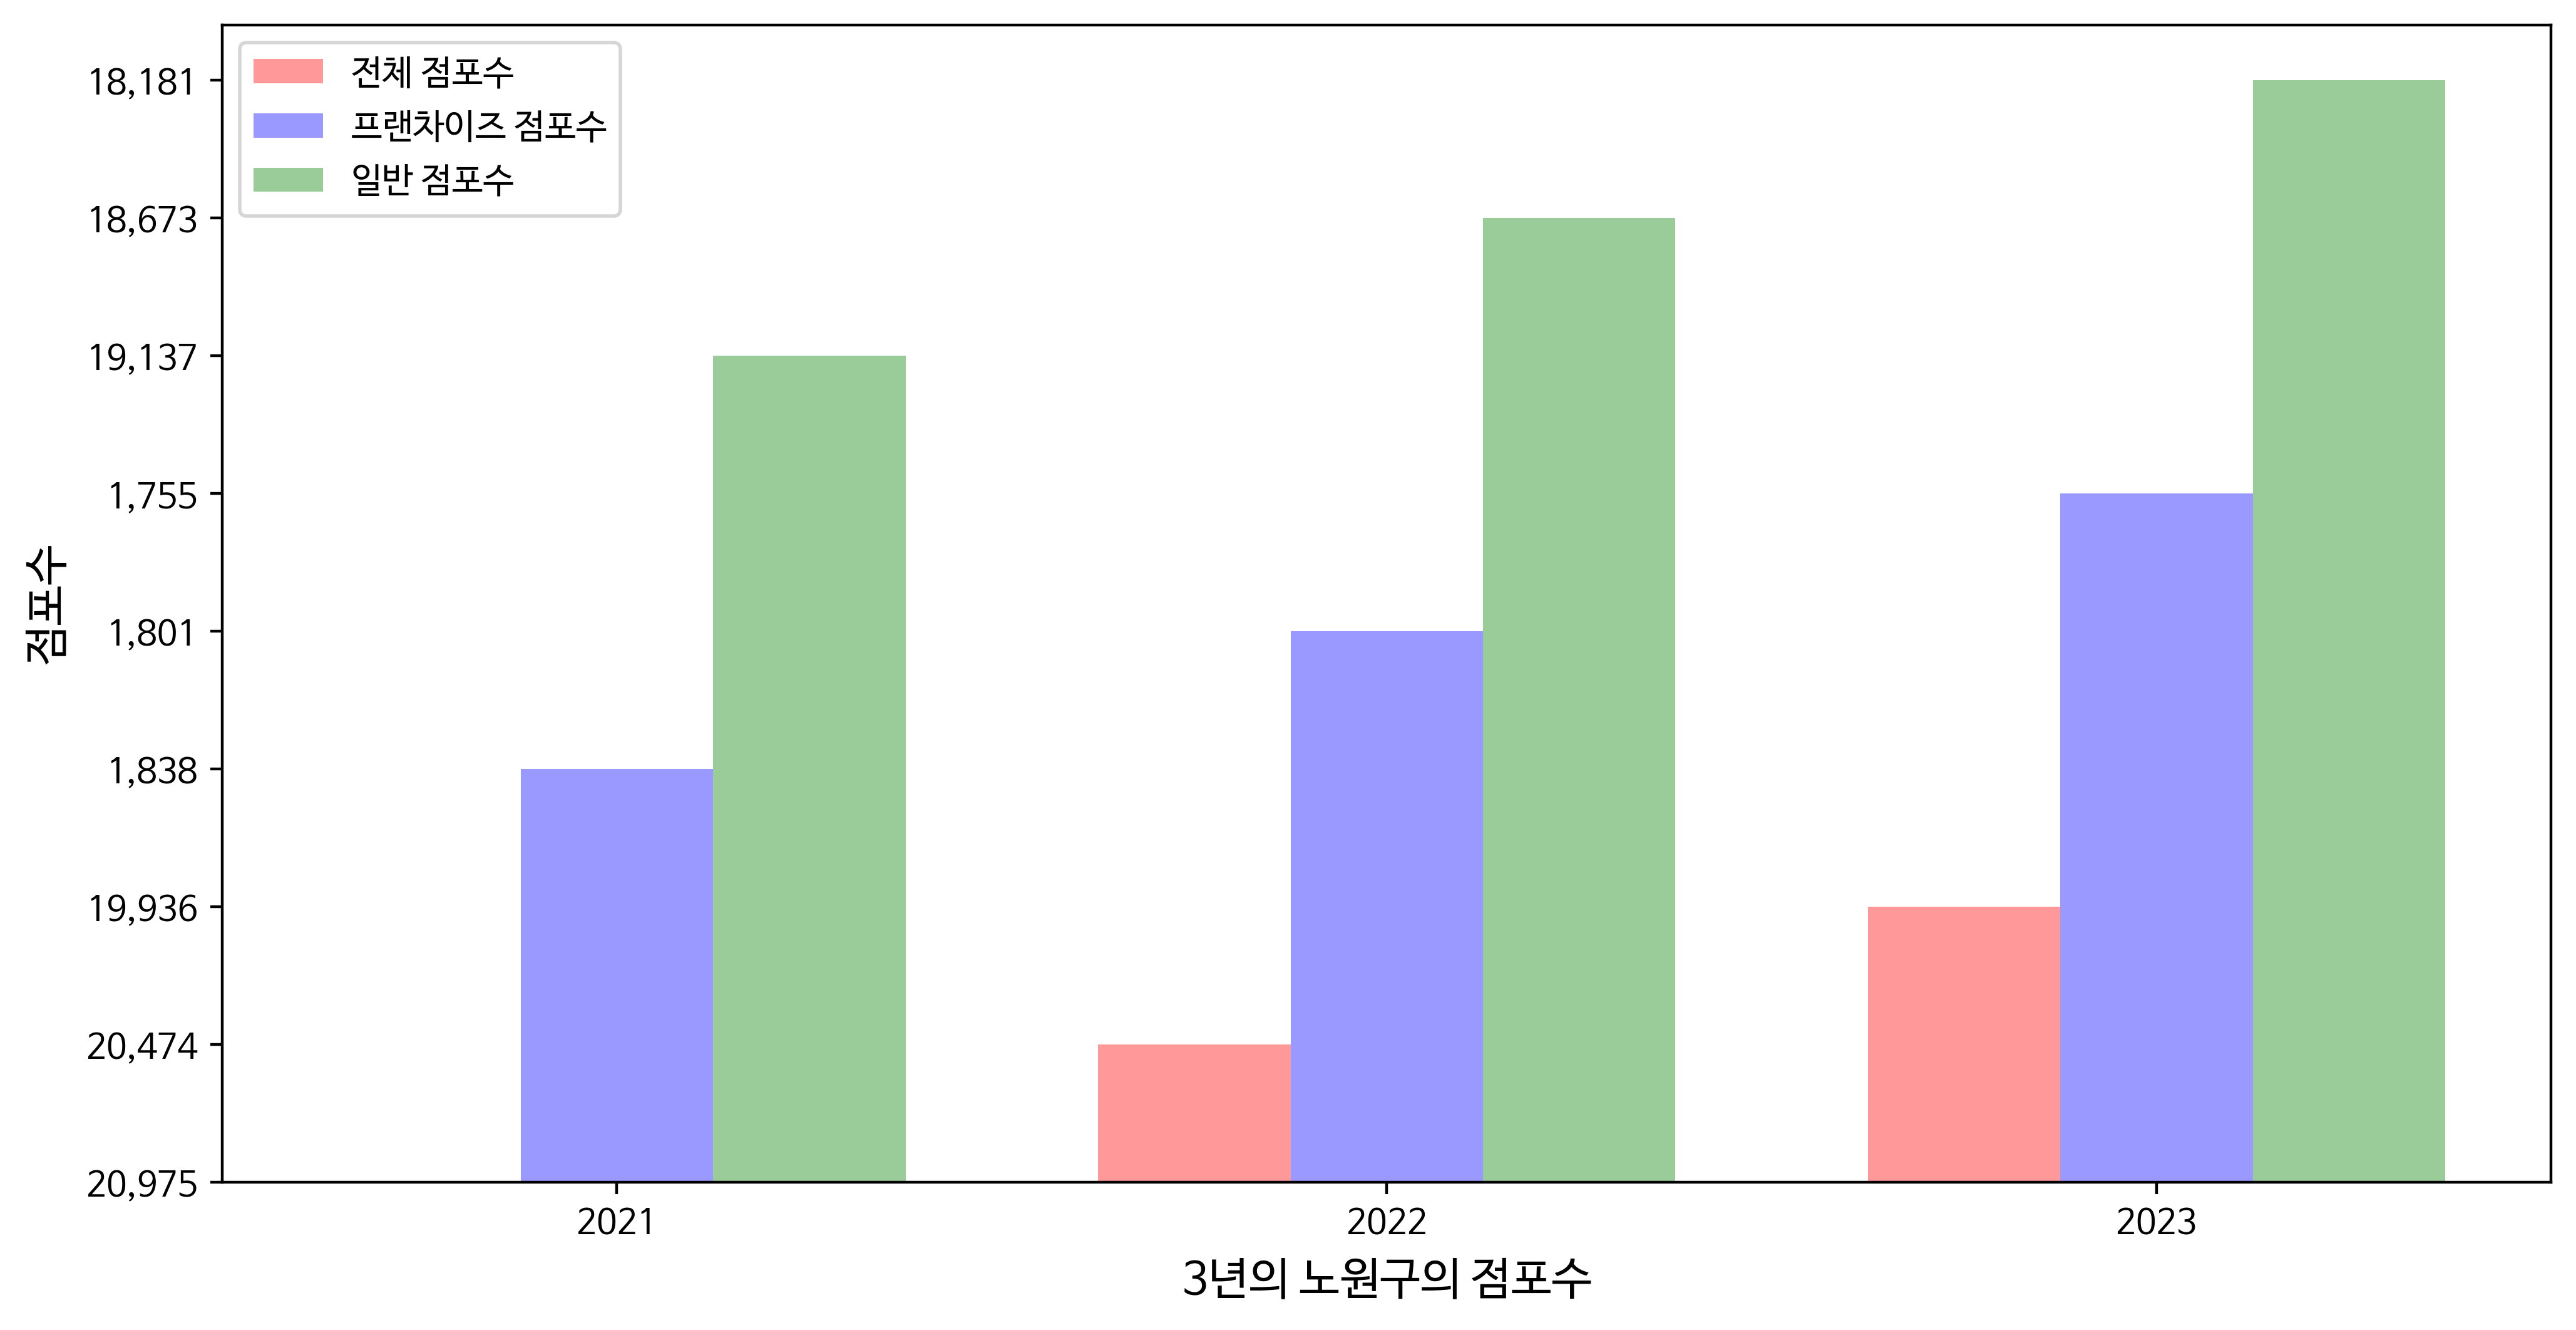 전체 점포수
프랜차이즈 점포수
일반 점포수
18,181
18,673
19,137
1,755
1,801
1,838
19,936
20,474
20,975
점포수
2021
2022
2023
3년의 노원구의 점포수